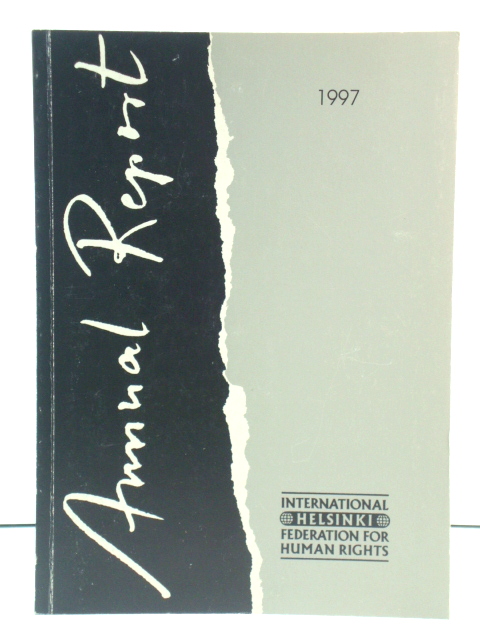 Annual Report
1997
INTERNATIONAL
HELSINKI
FEDERATION FOR
HUMAN RIGHTS